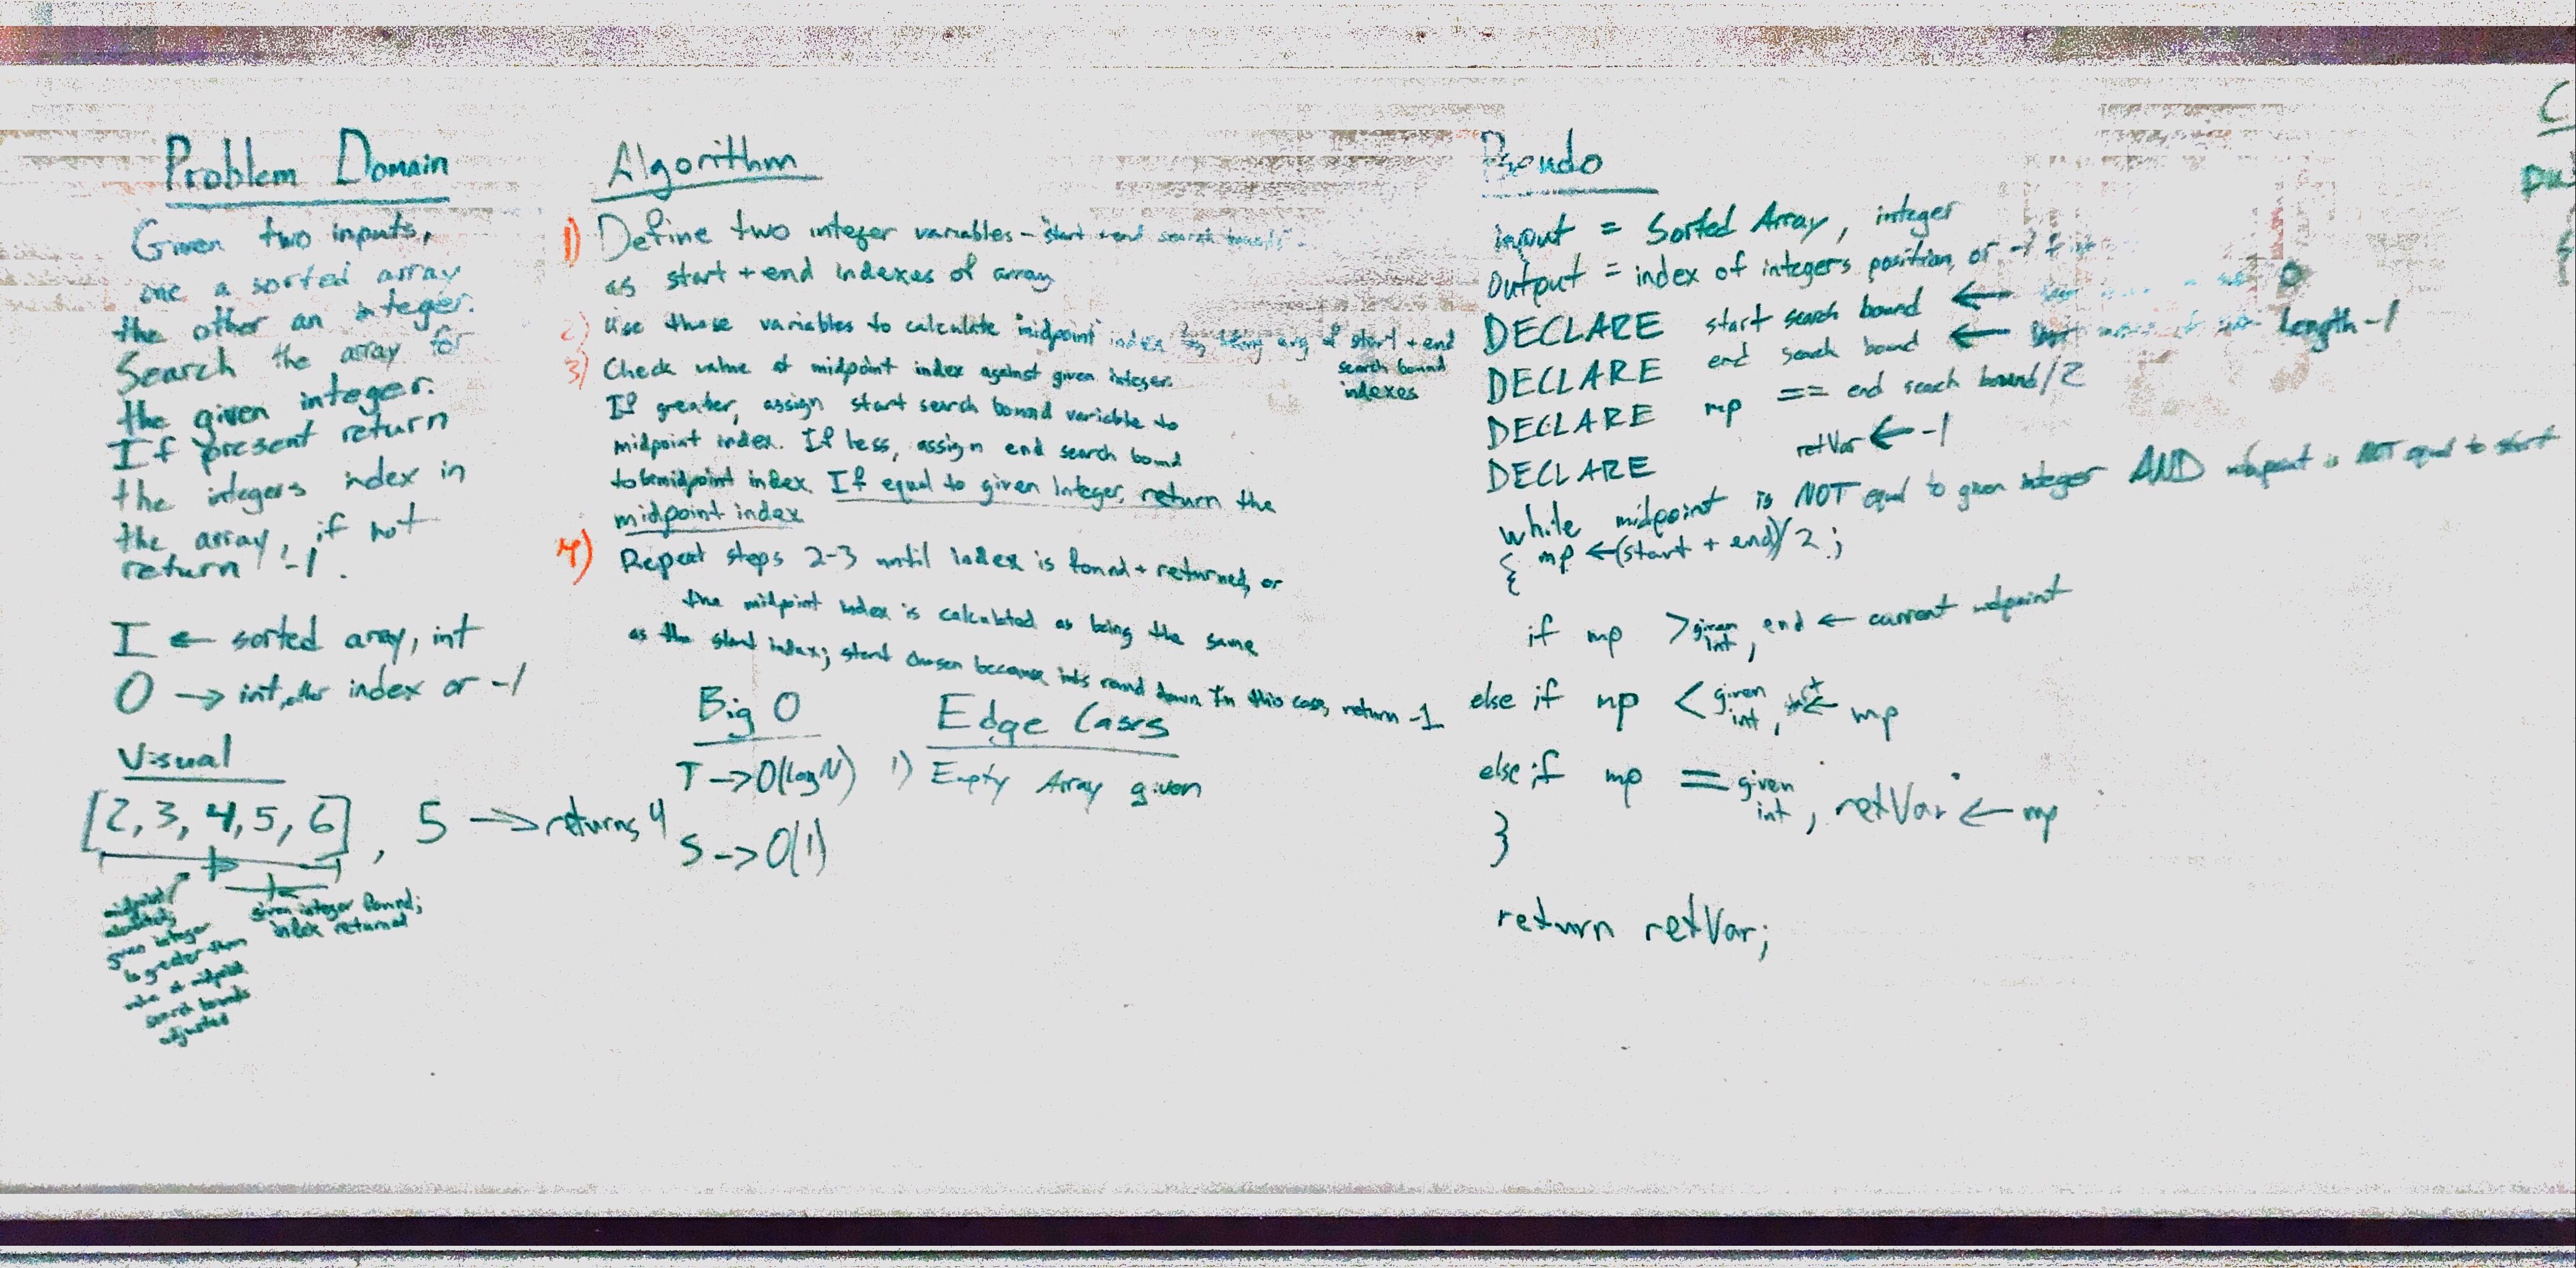 Problem Domain
Given two inputs,
one a sorted array
the other an integer.
Search the array for
the given integer.
If present return
the integers index in
the array, if not
return -1.
I ← sorted array, int
O → int, index or -1
Visual
[2, 3, 4, 5, 6], 5 → returns 4
midpoint
given integer
is greater than
value at midpoint
search bounds
adjusted
given integer found;
index returned
Algorithm
1) Define two integer variables - "start + end search bounds" -
as start + end indexes of array
2) Use those variables to calculate "midpoint" index by being avg of start + end
search bound
indexes
3) Check value at midpoint index against given integer.
If greater, assign start search bound variable to
midpoint index. If less, assign end search bound
to midpoint index. If equal to given Integer, return the
midpoint index
4) Repeat steps 2-3 until index is found + returned, or
the midpoint index is calculated as being the same
as the start index; start chosen because ints round down In this case, return -1
Big O
T -> O(log N)
S -> O(1)
Edge Cases
1) Empty Array given
Pseudo
input = Sorted Array, integer
Output = index of integers position, or -1
DECLARE start search bound ← 0
DECLARE end search bound ← Length -1
DECLARE mp == end search bound/2
DECLARE retVar ← -1
while midpoint is NOT equal to given integer AND midpoint is NOT equal to start
{ mp ← (start + end)/2;
if mp > given int, end ← current midpoint
else if mp < given int, ← mp
else if mp = given int, retVar ← mp
}
return retVar;
C
pu